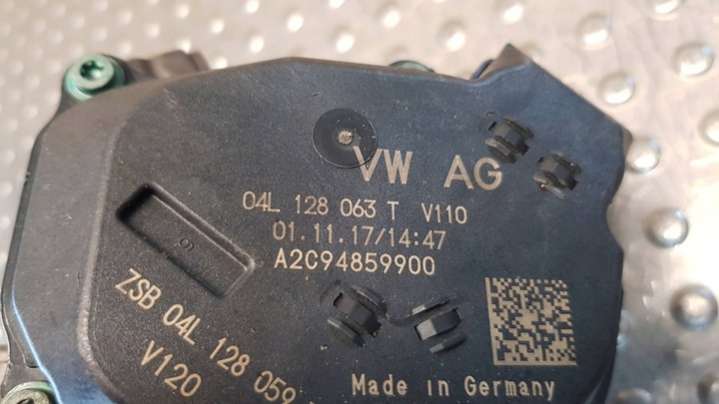 VW AG
04L 128 063 T V110
01.11.17/14:47
A2C94859900
ZSB 04L 128 059
V120
Made in Germany